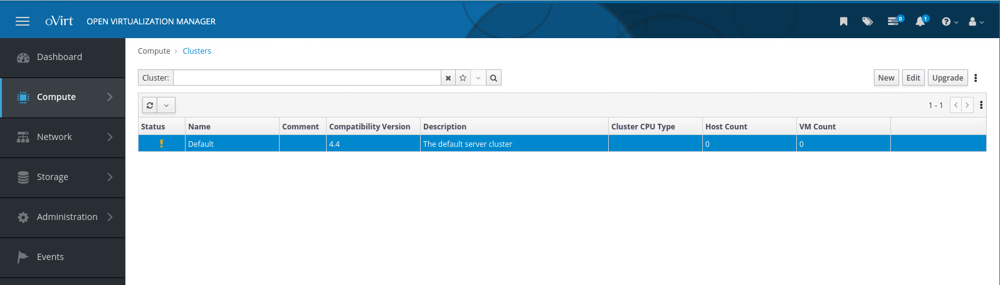 oVirt OPEN VIRTUALIZATION MANAGER 0 1
Dashboard
Compute
Network
Storage
Administration
Events
Compute Clusters
Cluster:
New Edit Upgrade
1 - 1
Status Name Comment Compatibility Version Description Cluster CPU Type Host Count VM Count
! Default 4.4 The default server cluster 0 0